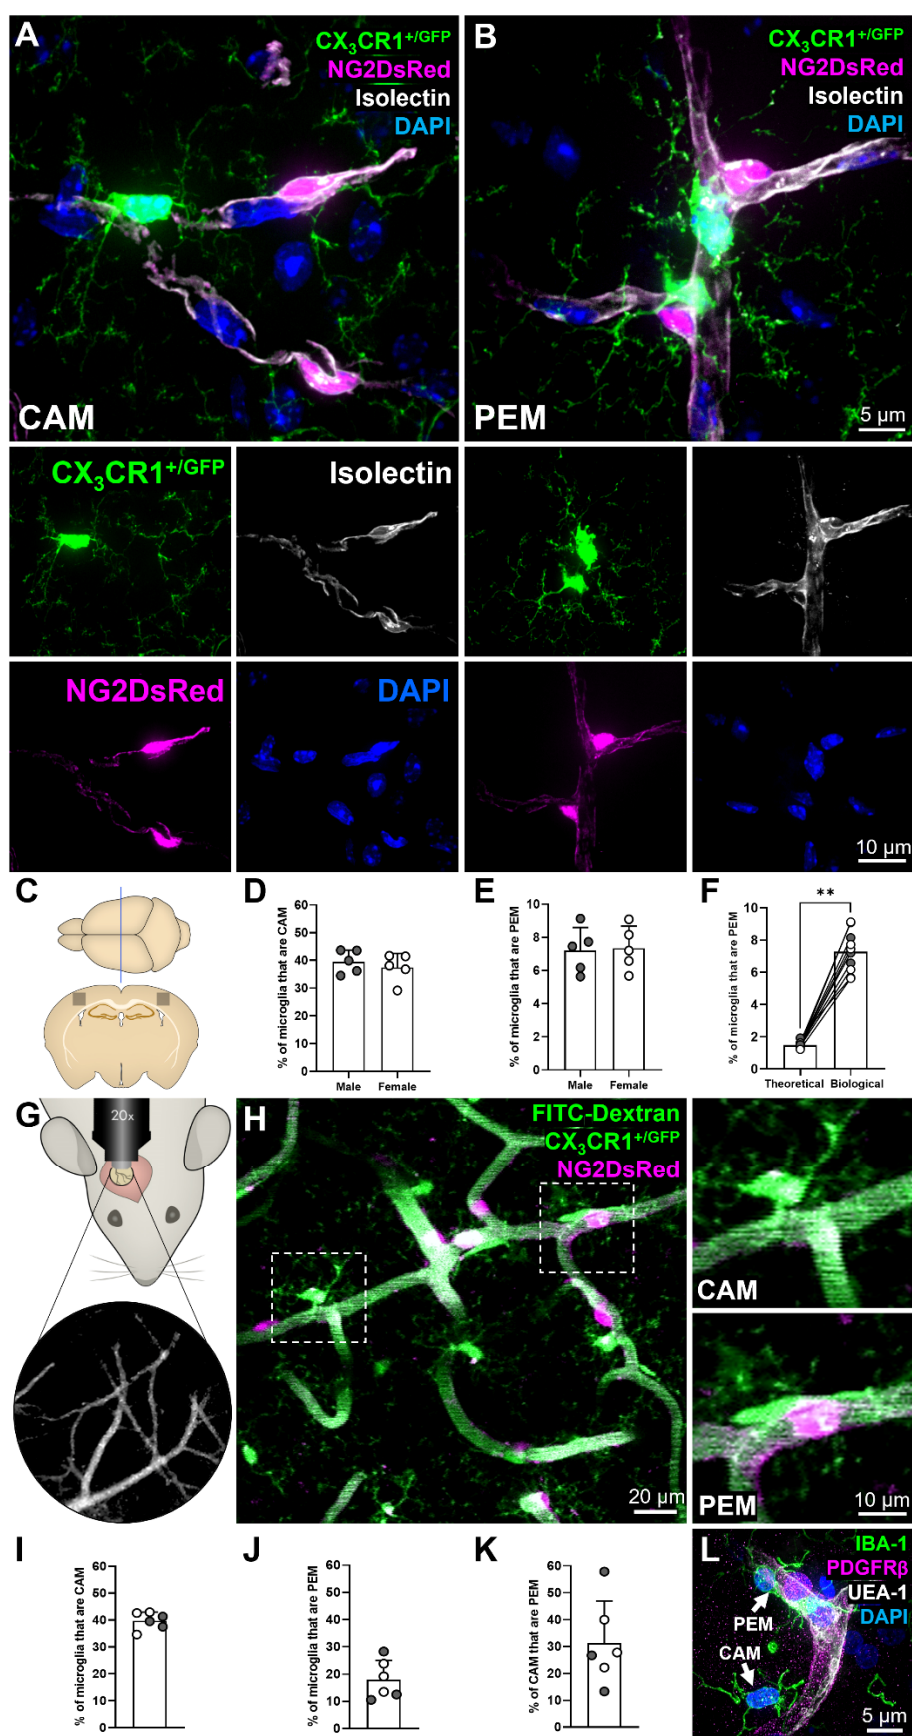 A
CX₃CR1⁺/ᴳᶠᴾ
NG2DsRed
Isolectin
DAPI
CAM
B
CX₃CR1⁺/ᴳᶠᴾ
NG2DsRed
Isolectin
DAPI
PEM
5 µm
CX₃CR1⁺/ᴳᶠᴾ
Isolectin
NG2DsRed
DAPI
10 µm
C
D
% of microglia that are CAM
60
50
40
30
20
10
0
Male
Female
E
% of microglia that are PEM
10
8
6
4
2
0
Male
Female
F
% of microglia that are PEM
**
10
8
6
4
2
0
Theoretical
Biological
G
20x
H
FITC-Dextran
CX₃CR1⁺/ᴳᶠᴾ
NG2DsRed
20 µm
CAM
PEM
10 µm
I
% of microglia that are CAM
60
50
40
30
20
10
0
J
% of microglia that are PEM
60
50
40
30
20
10
0
K
% of CAM that are PEM
60
50
40
30
20
10
0
L
IBA-1
PDGFRβ
UEA-1
DAPI
PEM
CAM
5 µm